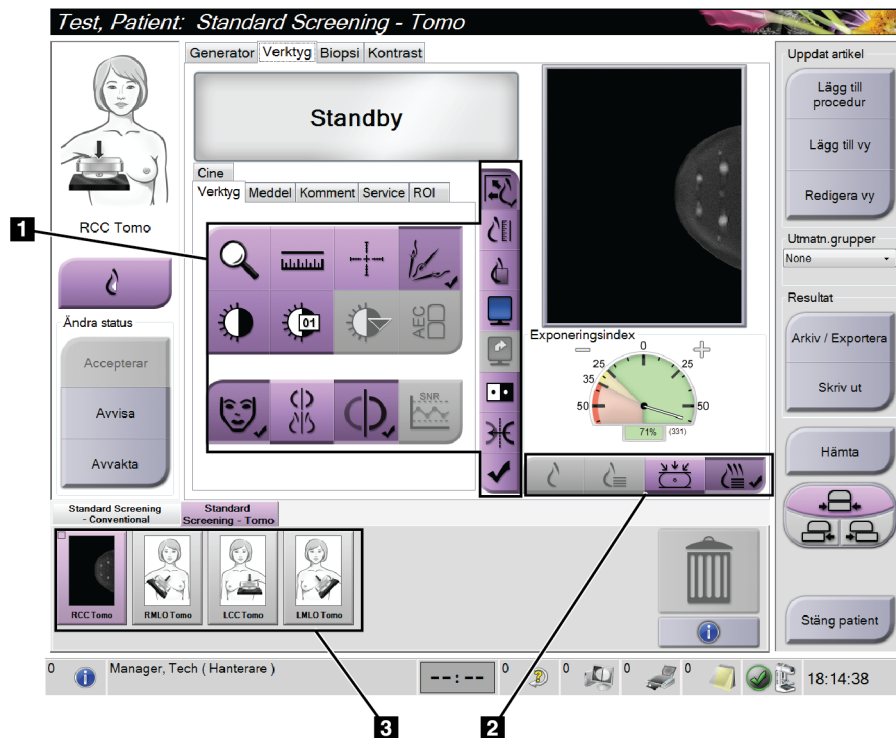 Test, Patient: Standard Screening - Tomo
Generator Verktyg Biopsi Kontrast
Uppdat artikel
Lägg till
procedur
Lägg till vy
Redigera vy
Utmatn.grupper
None
Resultat
Arkiv / Exportera
Skriv ut
Hämta
Stäng patient
Standby
Cine
Verktyg Meddel Komment Service ROI
1
RCC Tomo
01
AEC
SNR
Ändra status
Accepterar
Avvisa
Avvakta
Exponeringsindex
0
25 25
35
50 50
71% (331)
Standard Screening
- Conventional
Standard
Screening - Tomo
RCC Tomo
RMLO Tomo
LCC Tomo
LMLO Tomo
0 Manager, Tech ( Hanterare ) --:-- 0 0 0 0 18:14:38
3
2